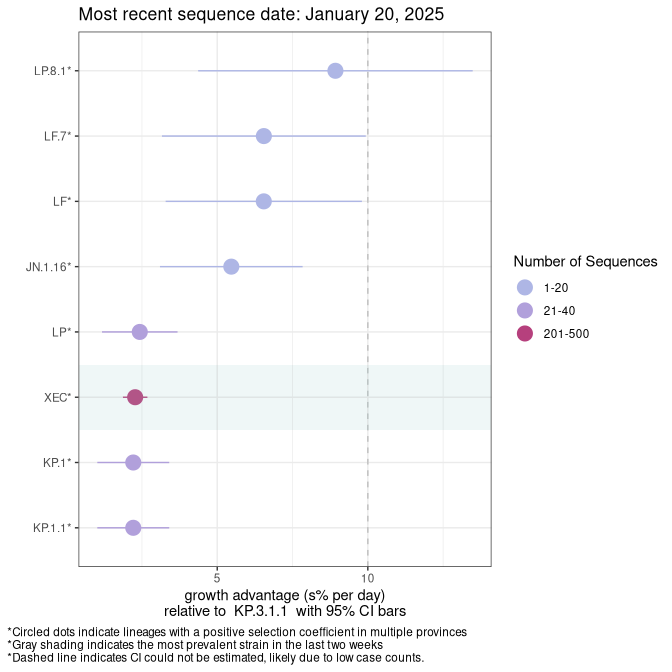 Most recent sequence date: January 20, 2025
LP.8.1*
LF.7*
LF*
JN.1.16*
LP*
XEC*
KP.1*
KP.1.1*
5
10
growth advantage (s% per day)
relative to  KP.3.1.1  with 95% CI bars
Number of Sequences
1-20
21-40
201-500
*Circled dots indicate lineages with a positive selection coefficient in multiple provinces
*Gray shading indicates the most prevalent strain in the last two weeks
*Dashed line indicates CI could not be estimated, likely due to low case counts.